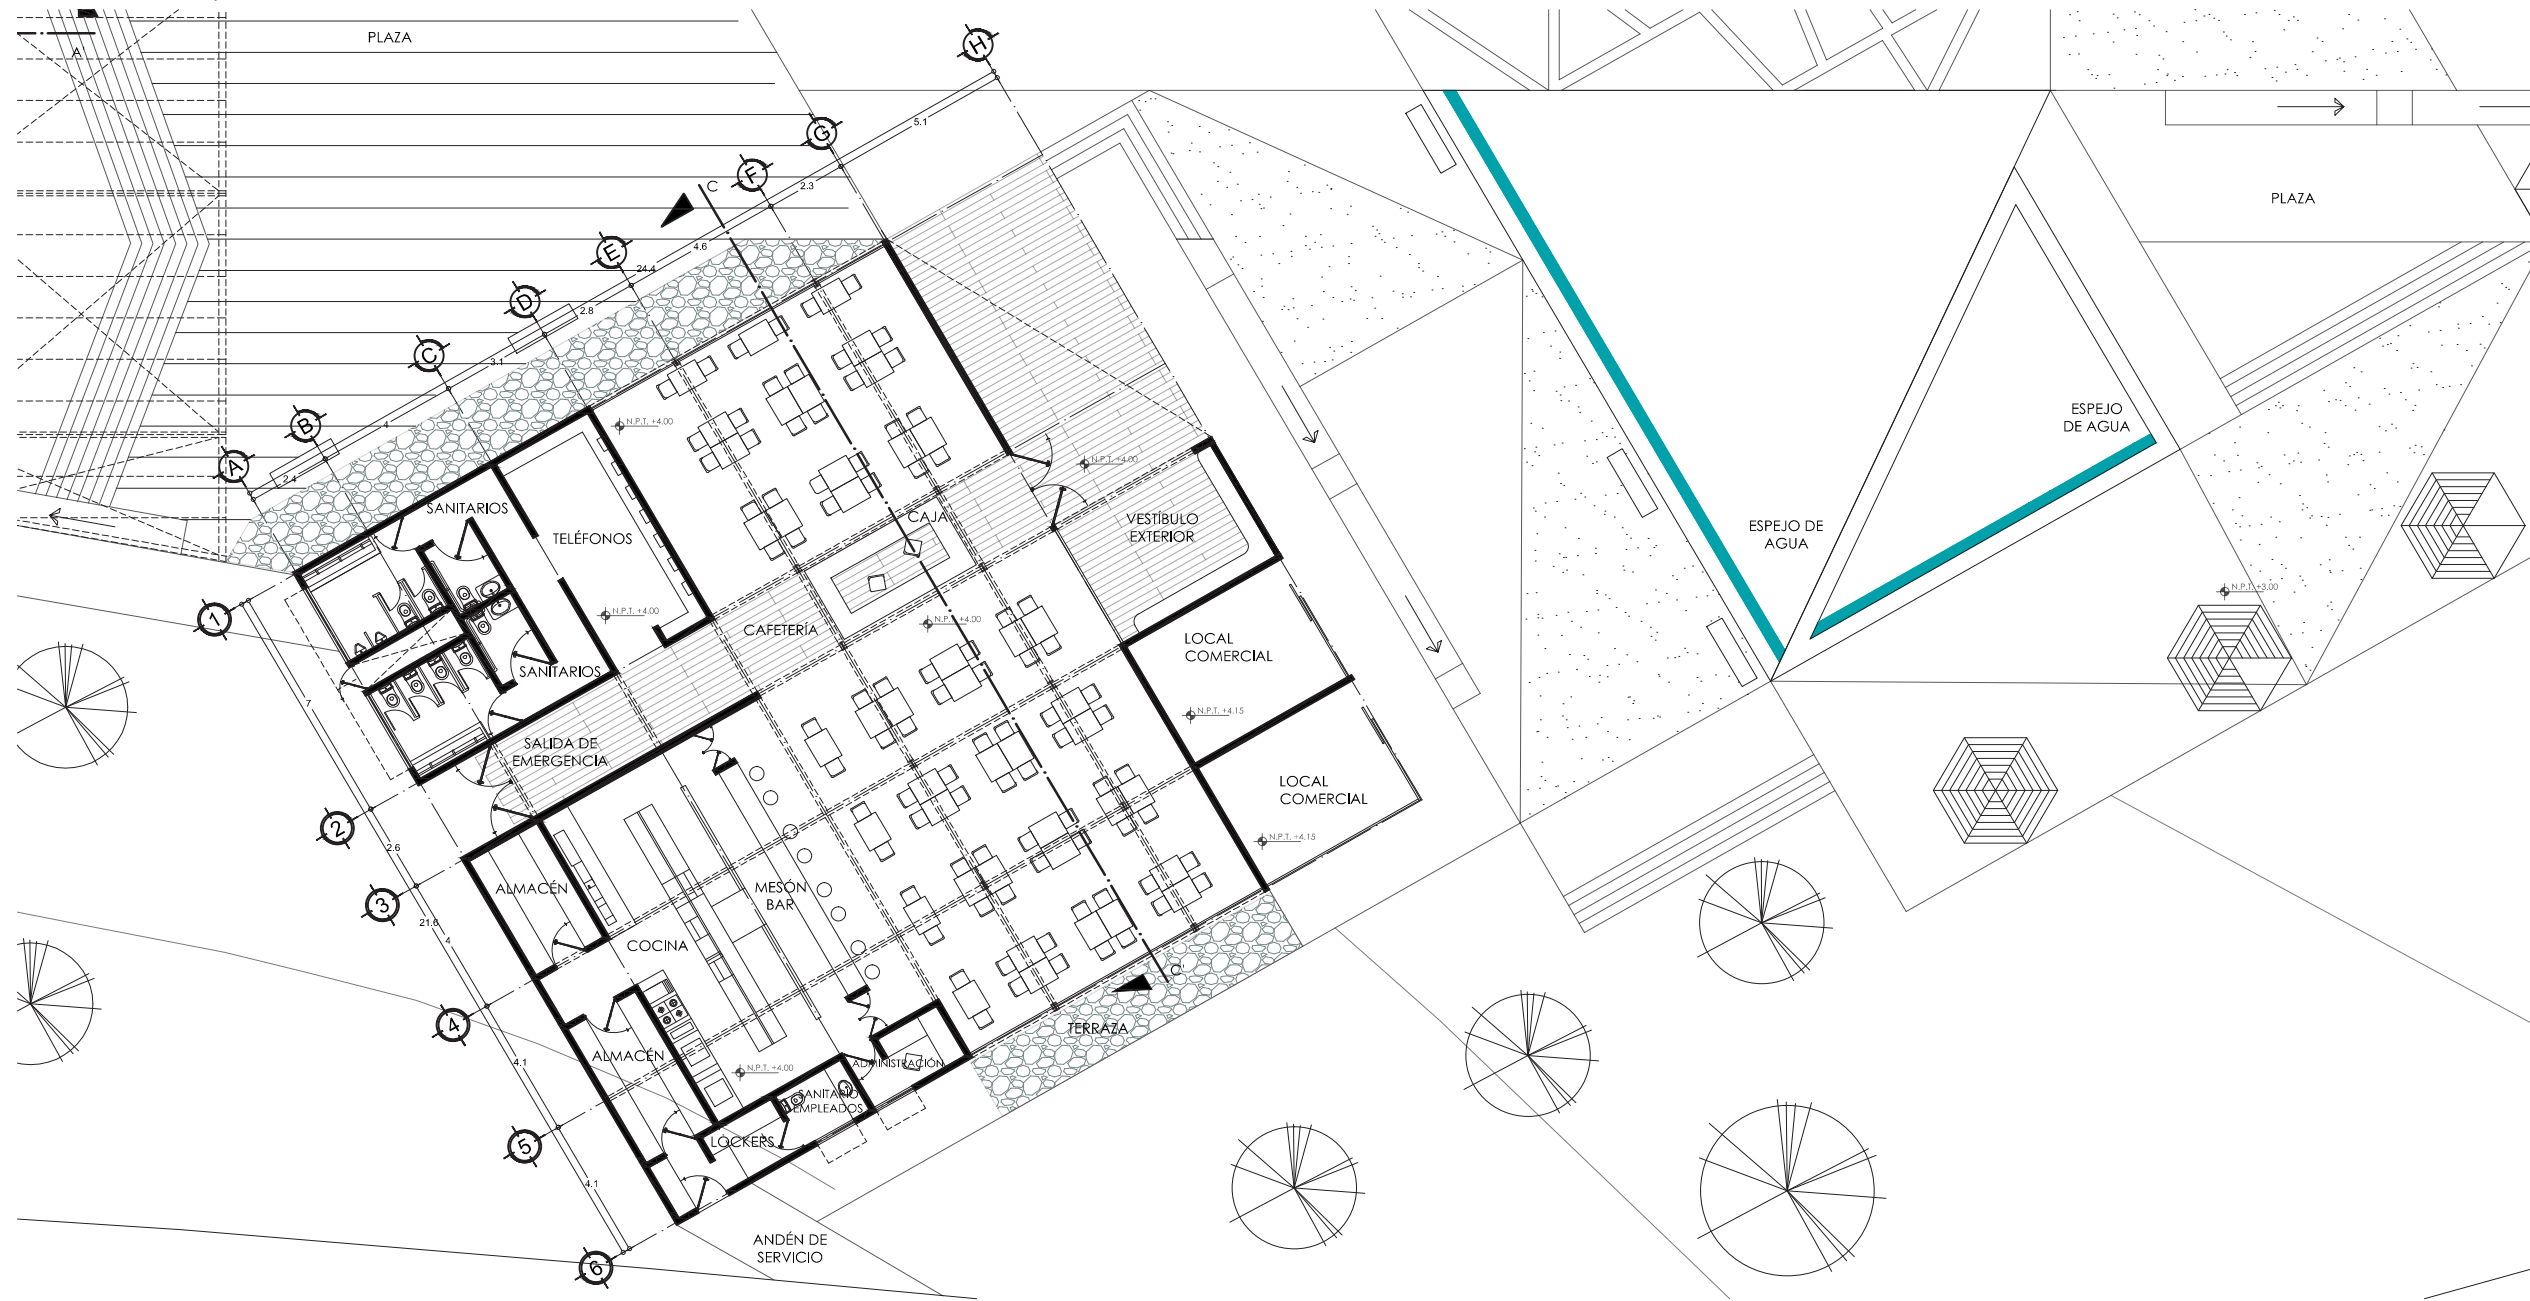 PLAZA
A
H
5.1
G
2.3
F
C
4.6
E
24.4
D
2.8
3.1
C
4
B
A
2.4
PLAZA
N.P.T. +4.00
N.P.T. +4.00
SANITARIOS
TELÉFONOS
CAJA
VESTÍBULO
EXTERIOR
ESPEJO
DE AGUA
ESPEJO DE
AGUA
N.P.T. +3.00
1
N.P.T. +4.00
CAFETERÍA
N.P.T. +4.00
LOCAL
COMERCIAL
SANITARIOS
7
N.P.T. +4.15
SALIDA DE
EMERGENCIA
LOCAL
COMERCIAL
2
2.6
N.P.T. +4.15
ALMACÉN
MESÓN
BAR
3
21.6
4
COCINA
C'
4
TERRAZA
ALMACÉN
4.1
N.P.T. +4.00
ADMINISTRACIÓN
SANITARIO
EMPLEADOS
5
LOCKERS
4.1
ANDÉN DE
SERVICIO
6